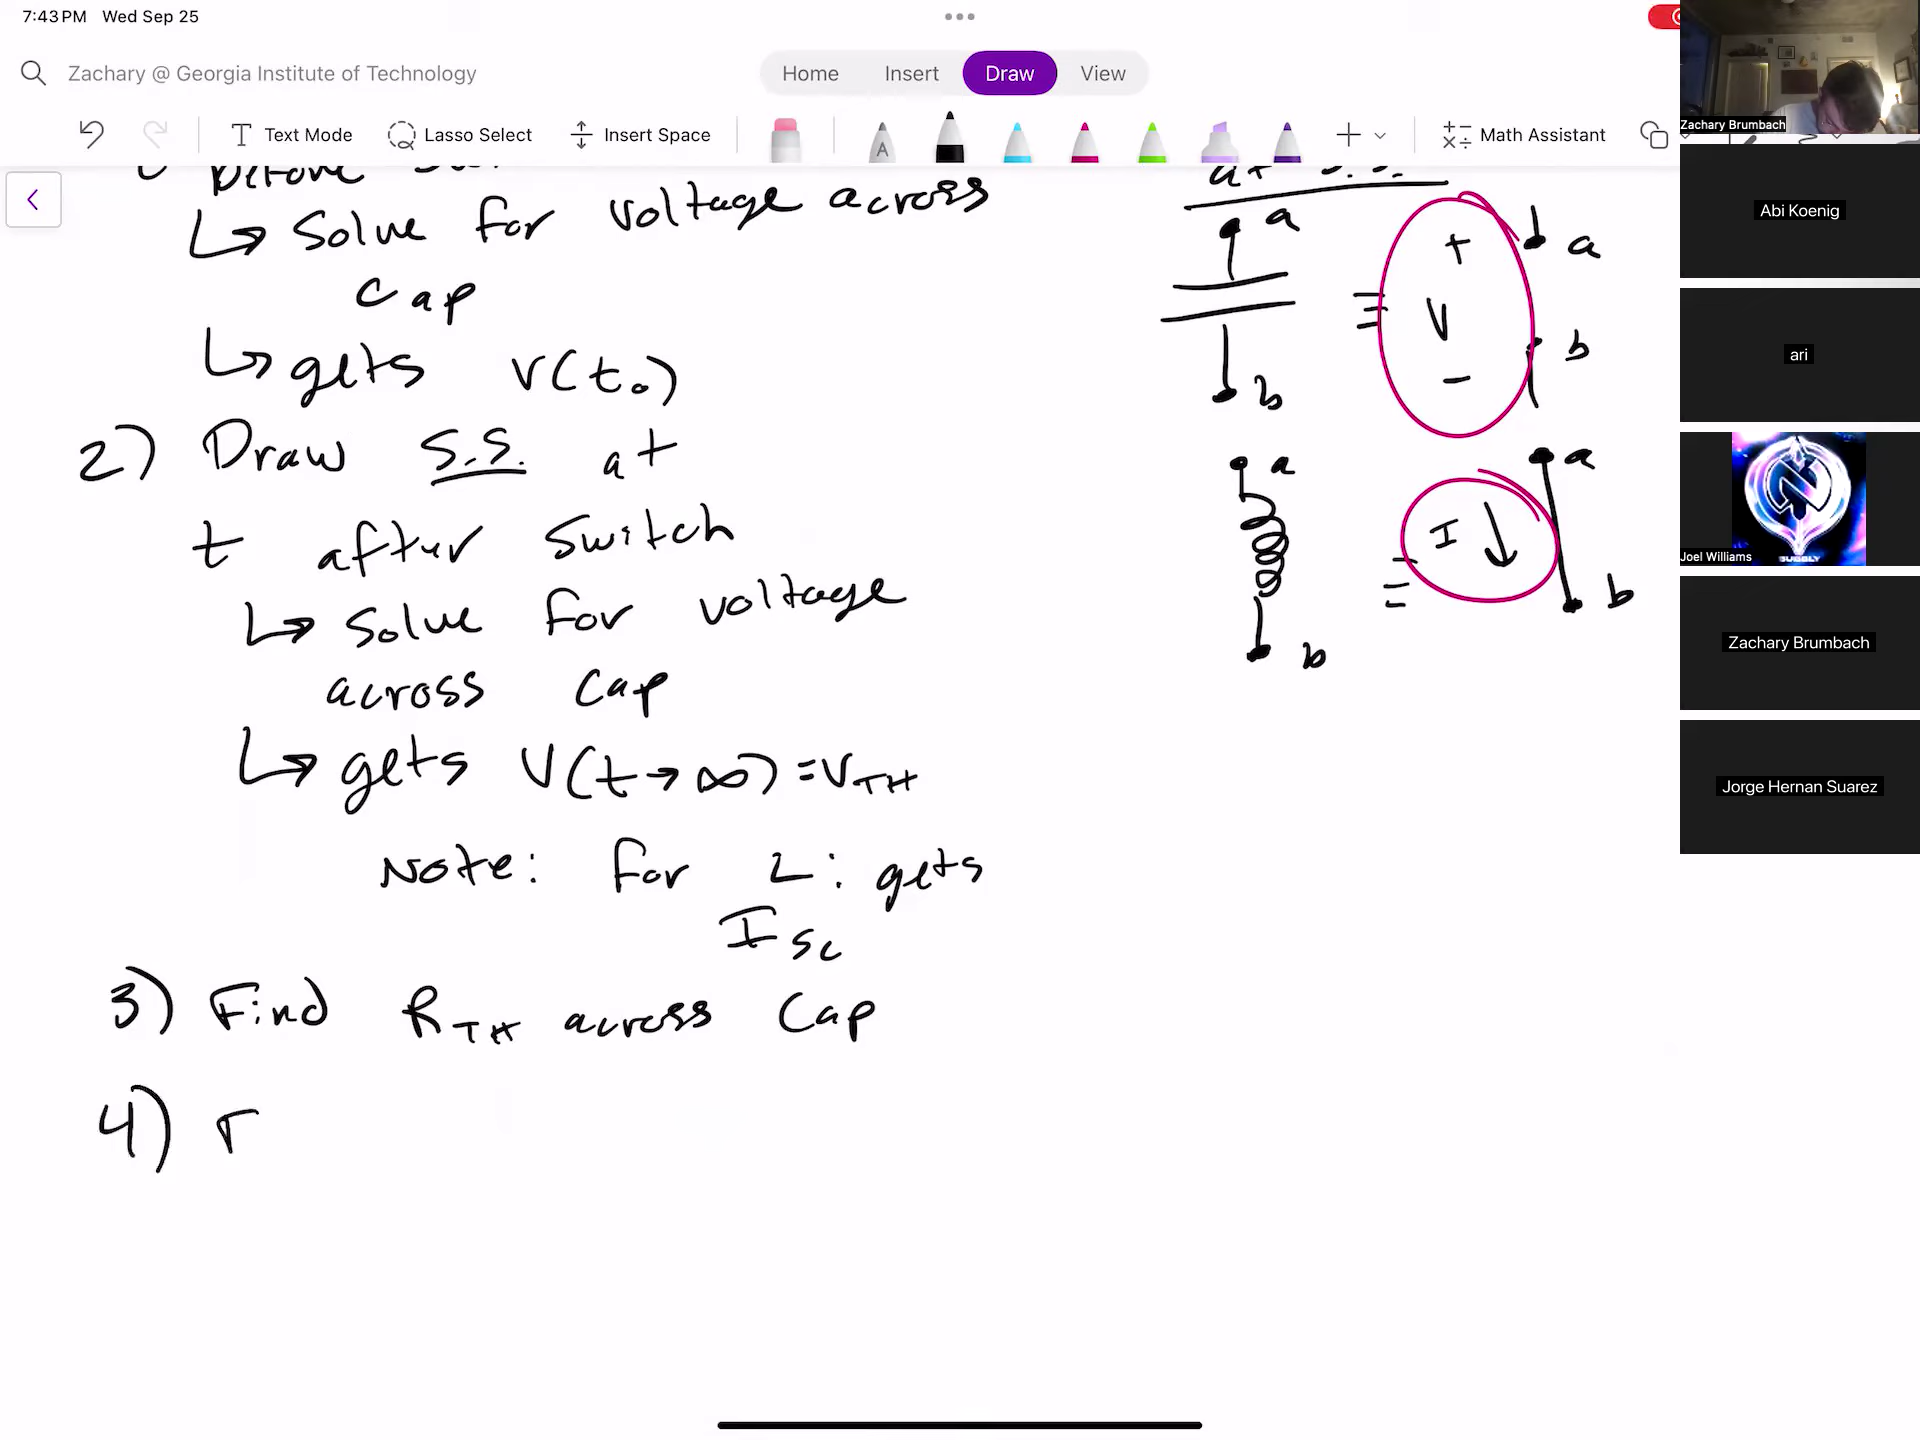 7:43 PM Wed Sep 25
Zachary @ Georgia Institute of Technology
Home Insert Draw View
Text Mode Lasso Select Insert Space A Math Assistant
t before
↳ Solve for voltage across
cap
↳ gets v(t₀)
2) Draw S.S. at
t after switch
↳ solve for voltage
across cap
↳ gets V(t→∞) = V_TH
Note: for L: gets
I_SC
3) Find R_TH across cap
4)
at S.S.
a
b
≡
+
V
-
a
b
a
b
I ↓
a
b
Zachary Brumbach
Abi Koenig
ari
Joel Williams
Zachary Brumbach
Jorge Hernan Suarez